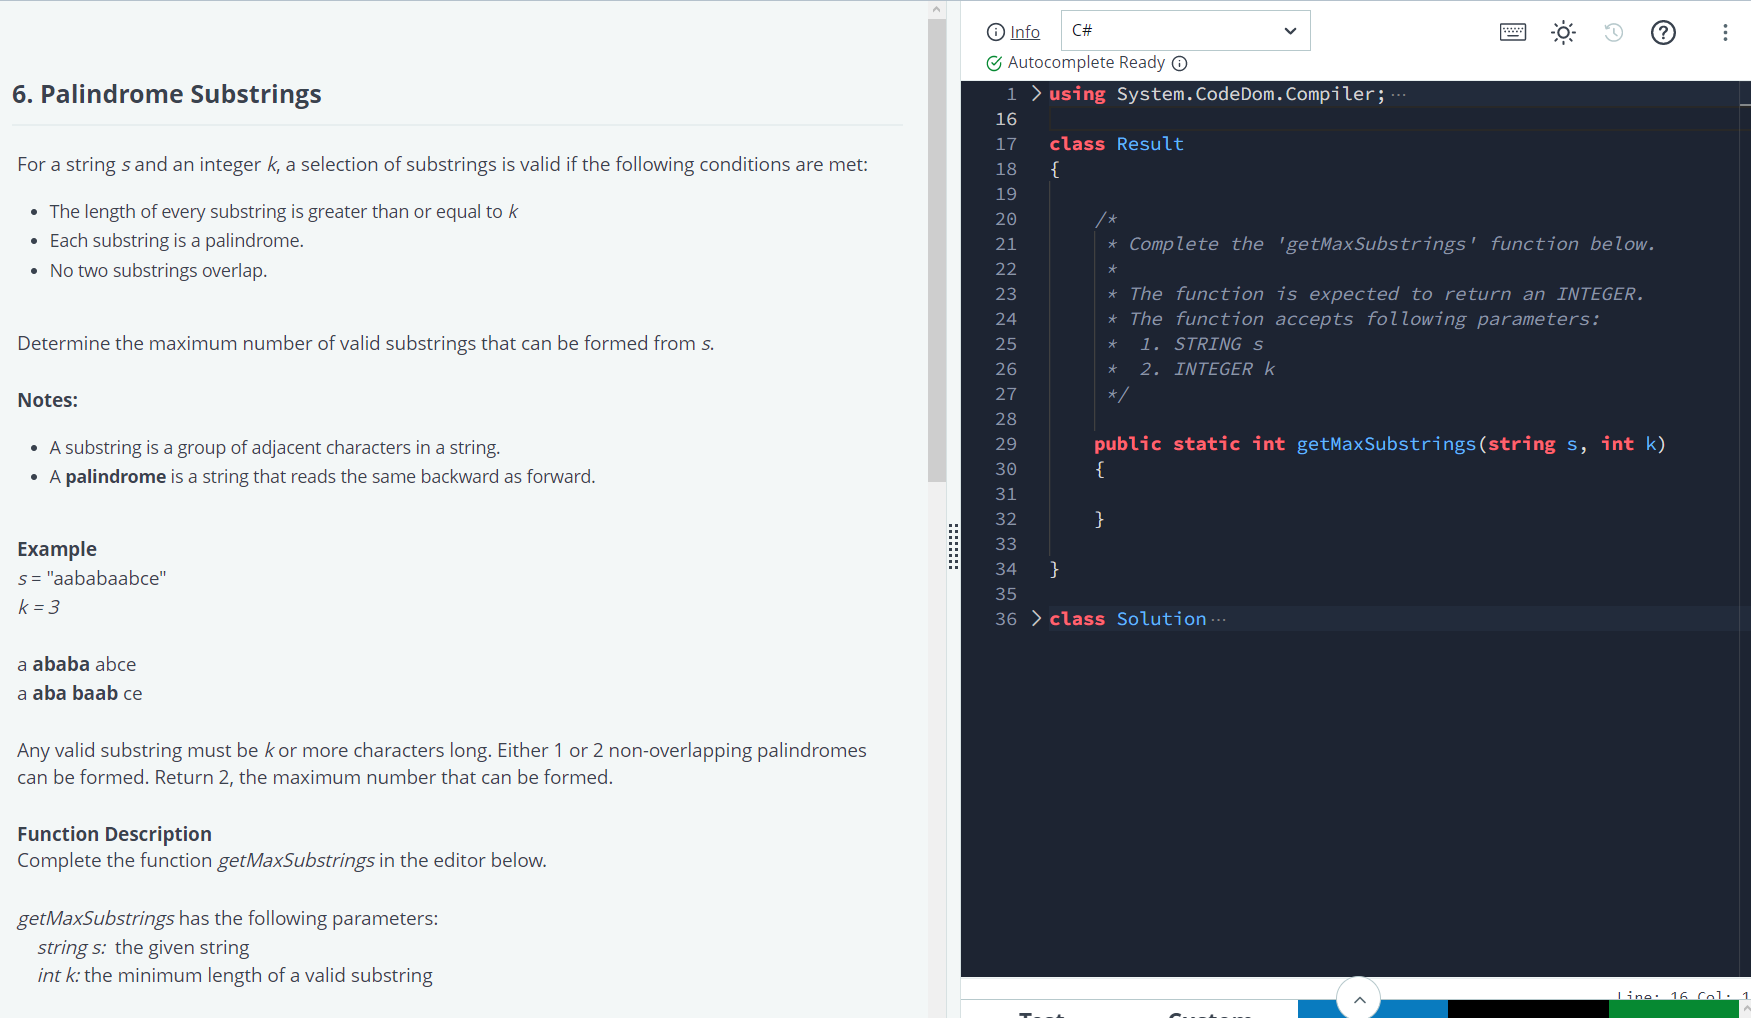 6. Palindrome Substrings
For a string s and an integer k, a selection of substrings is valid if the following conditions are met:
• The length of every substring is greater than or equal to k
• Each substring is a palindrome.
• No two substrings overlap.
Determine the maximum number of valid substrings that can be formed from s.
Notes:
• A substring is a group of adjacent characters in a string.
• A palindrome is a string that reads the same backward as forward.
Example
s = "aababaabce"
k = 3
a ababa abce
a aba baab ce
Any valid substring must be k or more characters long. Either 1 or 2 non-overlapping palindromes
can be formed. Return 2, the maximum number that can be formed.
Function Description
Complete the function getMaxSubstrings in the editor below.
getMaxSubstrings has the following parameters:
string s: the given string
int k: the minimum length of a valid substring
Info
C#
Autocomplete Ready
1 using System.CodeDom.Compiler; ···
16
17 class Result
18 {
19
20 /*
21 * Complete the 'getMaxSubstrings' function below.
22 *
23 * The function is expected to return an INTEGER.
24 * The function accepts following parameters:
25 * 1. STRING s
26 * 2. INTEGER k
27 */
28
29 public static int getMaxSubstrings(string s, int k)
30 {
31
32 }
33
34 }
35
36 class Solution ···
Line: 16 Col: 1
Test
Custom